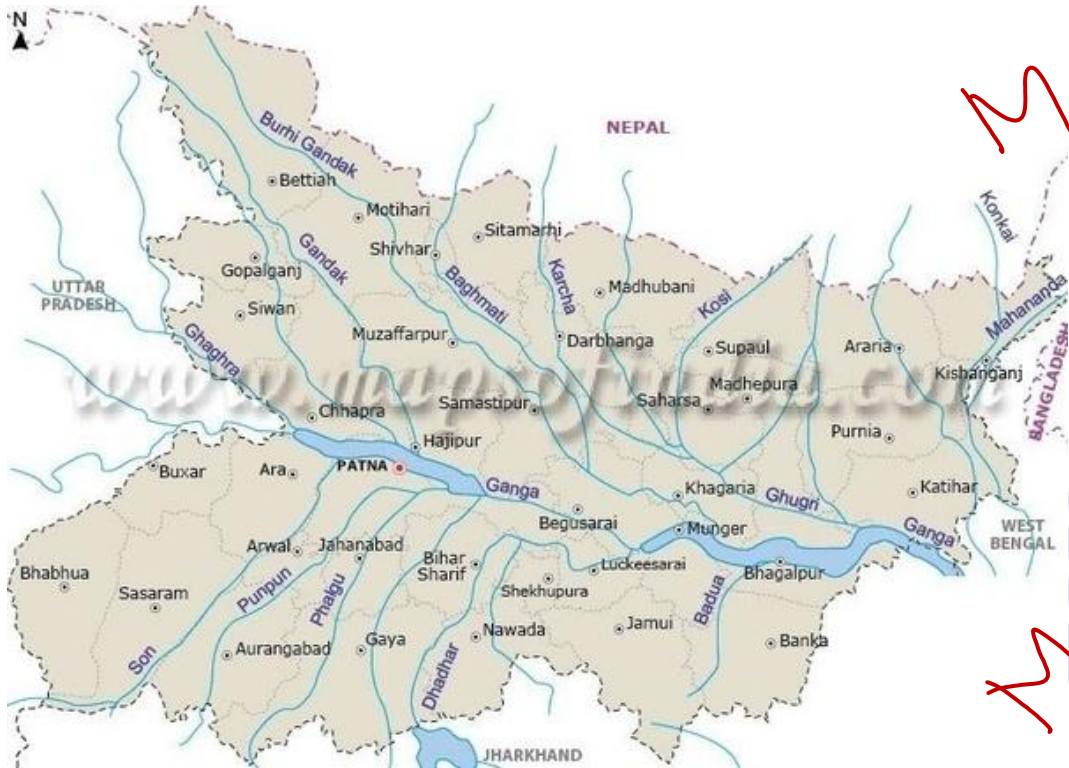 N
NEPAL
Burhi Gandak
Bettiah
Motihari
Sitamarhi
Konkai
Shivhar
Gopalganj
Gandak
Baghmati
Karcha
Madhubani
Kosi
Mahananda
UTTAR
PRADESH
Siwan
Muzaffarpur
Darbhanga
Supaul
Araria
Kishanganj
BANGLADESH
Ghaghra
www.mapsofindia.com
Madhepura
Chhapra
Samastipur
Saharsa
Hajipur
Purnia
Buxar
Ara
PATNA
Ganga
Khagaria
Ghugri
Katihar
Begusarai
Munger
Ganga
WEST
BENGAL
Arwal
Jahanabad
Bihar
Sharif
Luckeesarai
Bhagalpur
Bhabhua
Sasaram
Punpun
Phalgu
Shekhupura
Badua
Son
Aurangabad
Gaya
Dhadhar
Nawada
Jamui
Banka
JHARKHAND